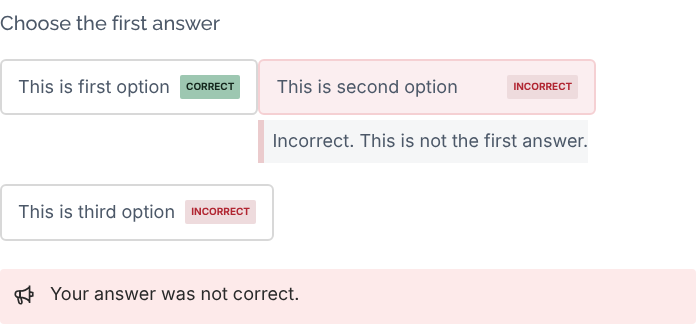 Choose the first answer
This is first option CORRECT
This is second option INCORRECT
Incorrect. This is not the first answer.
This is third option INCORRECT
Your answer was not correct.